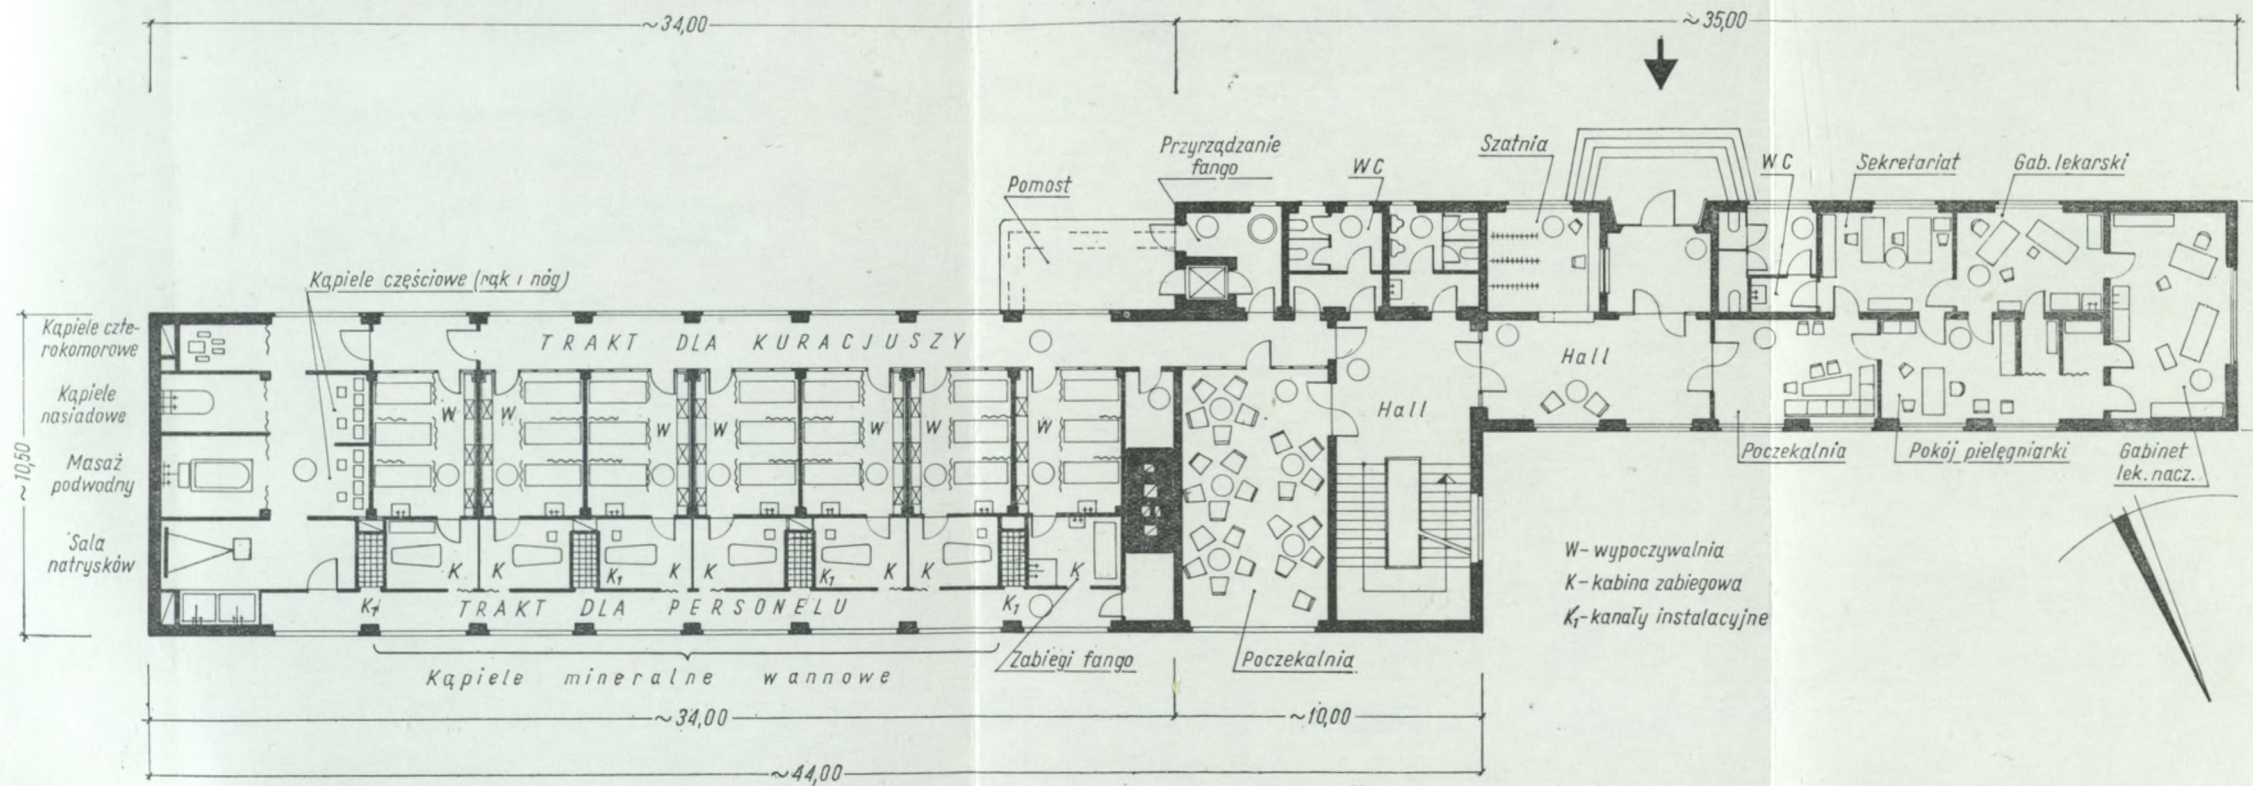 ~34,00
~35,00
Przyrządzanie
fango
WC
Szatnia
WC
Sekretariat
Gab. lekarski
Pomost
Kąpiele częściowe (rąk i nóg)
Kąpiele czte-
rokomorowe
TRAKT DLA KURACJUSZY
Hall
Kąpiele
nasiadowe
W W W W W W W
Hall
~10,50
Masaż
podwodny
Poczekalnia
Pokój pielęgniarki
Gabinet
lek. nacz.
Sala
natrysków
W - wypoczywalnia
K - kabina zabiegowa
K₁ - kanały instalacyjne
K K K₁ K K K₁ K K K
K₁ TRAKT DLA PERSONELU K₁
Zabiegi fango
Poczekalnia
Kąpiele mineralne wannowe
~34,00
~10,00
~44,00